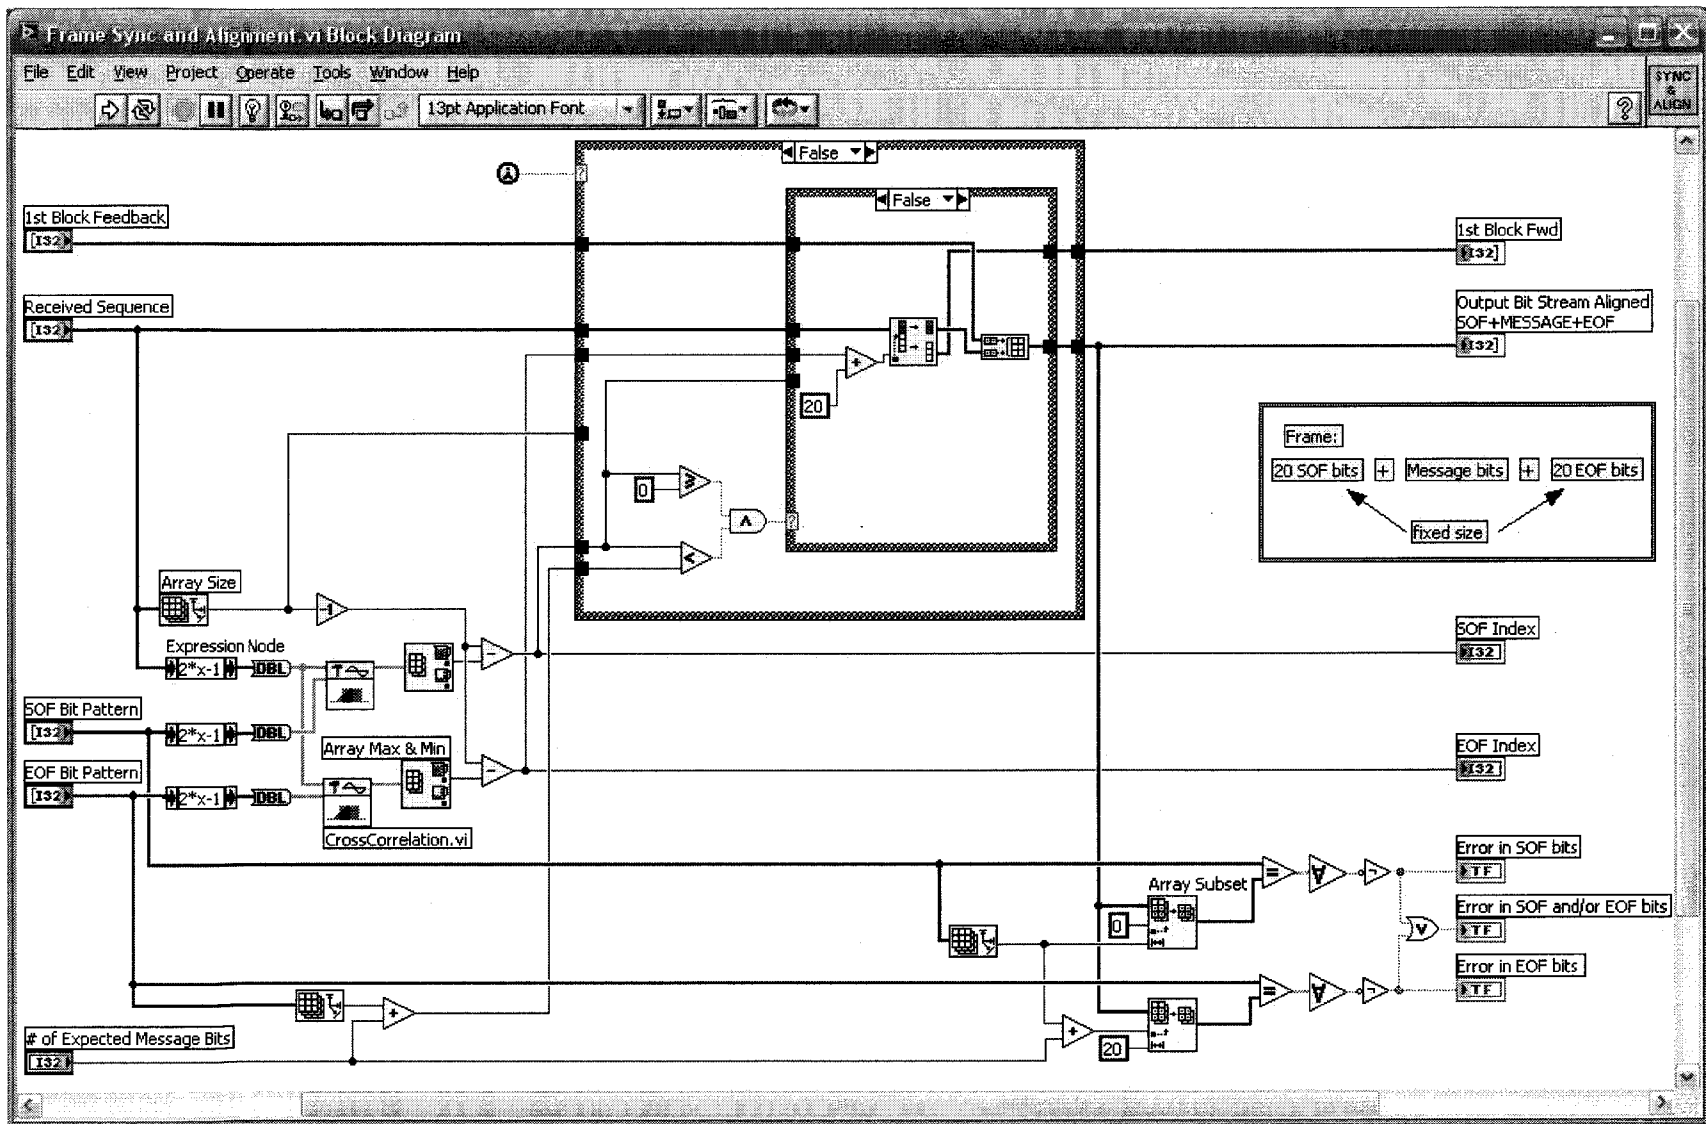 Frame Sync and Alignment.vi Block Diagram
File Edit View Project Operate Tools Window Help
SYNC
&
ALIGN
13pt Application Font
?
False
?
False
1st Block Feedback
[I32]
1st Block Fwd
[I32]
Received Sequence
[I32]
Output Bit Stream Aligned
SOF+MESSAGE+EOF
[I32]
+
20
Frame:
20 SOF bits + Message bits + 20 EOF bits
fixed size
0
≥
∧
?
<
Array Size
-1
Expression Node
2*x-1 DBL
-
SOF Index
I32
SOF Bit Pattern
[I32]
2*x-1 DBL
Array Max & Min
-
EOF Index
I32
EOF Bit Pattern
[I32]
2*x-1 DBL
CrossCorrelation.vi
Error in SOF bits
TF
Array Subset
=
∀
¬
0
Error in SOF and/or EOF bits
TF
∨
Error in EOF bits
TF
=
∀
¬
+
+
20
# of Expected Message Bits
I32